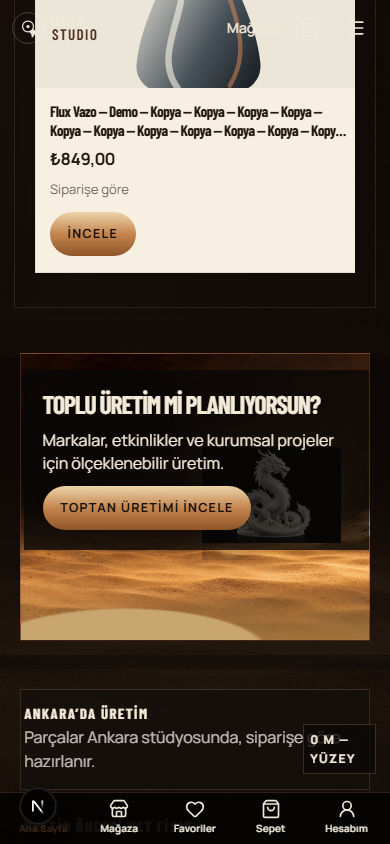 STUDIO
Mağaza
Flux Vazo – Demo – Kopya – Kopya – Kopya – Kopya –
Kopya – Kopya – Kopya – Kopya – Kopya – Kopya – Kopy...
₺849,00
Siparişe göre
İNCELE
TOPLU ÜRETİM Mİ PLANLIYORSUN?
Markalar, etkinlikler ve kurumsal projeler
için ölçeklenebilir üretim.
TOPTAN ÜRETİMİ İNCELE
ANKARA'DA ÜRETİM
Parçalar Ankara stüdyosunda, siparişe göre
hazırlanır.
0 M —
YÜZEY
N
Ana Sayfa
Mağaza
Favoriler
Sepet
Hesabım